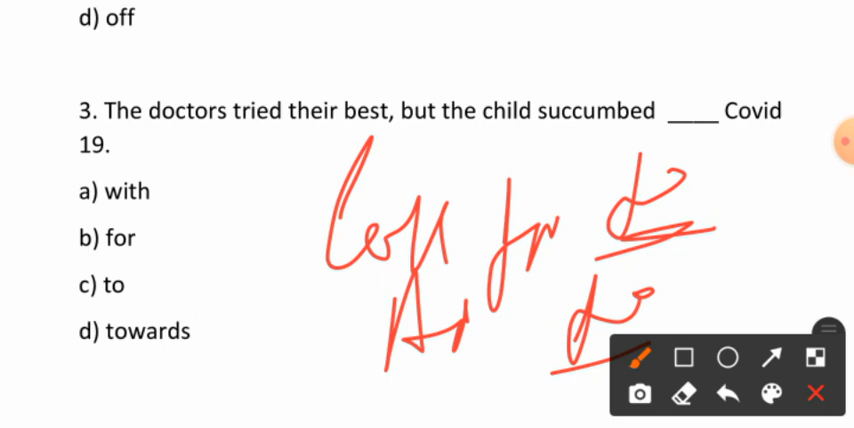 d) off
3. The doctors tried their best, but the child succumbed ____ Covid
19.
a) with
b) for
c) to
d) towards